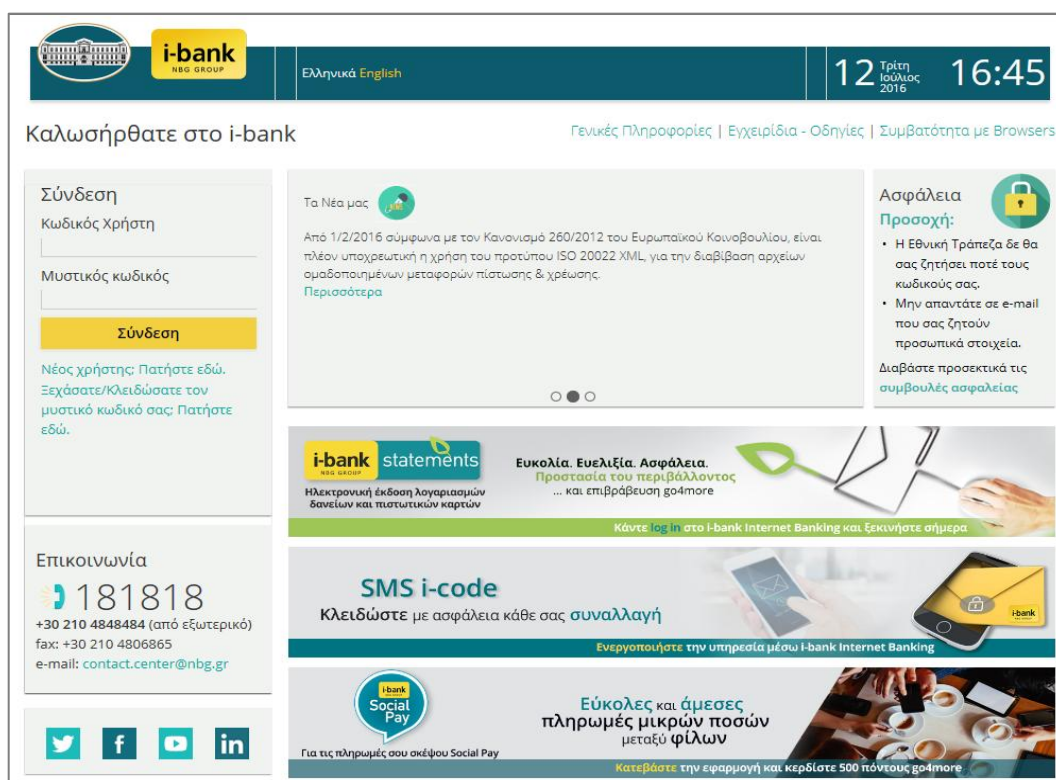 i-bank
NBG GROUP
Ελληνικά English
12 Τρίτη
Ιούλιος
2016
16:45
Καλωσήρθατε στο i-bank
Γενικές Πληροφορίες | Εγχειρίδια - Οδηγίες | Συμβατότητα με Browsers
Σύνδεση
Κωδικός Χρήστη
Μυστικός κωδικός
Σύνδεση
Νέος χρήστης; Πατήστε εδώ.
Ξεχάσατε/Κλειδώσατε τον
μυστικό κωδικό σας; Πατήστε
εδώ.
Τα Νέα μας
Από 1/2/2016 σύμφωνα με τον Κανονισμό 260/2012 του Ευρωπαϊκού Κοινοβουλίου, είναι
πλέον υποχρεωτική η χρήση του προτύπου ISO 20022 XML, για την διαβίβαση αρχείων
ομαδοποιημένων μεταφορών πίστωσης & χρέωσης.
Περισσότερα
Ασφάλεια
Προσοχή:
• Η Εθνική Τράπεζα δε θα
σας ζητήσει ποτέ τους
κωδικούς σας.
• Μην απαντάτε σε e-mail
που σας ζητούν
προσωπικά στοιχεία.
Διαβάστε προσεκτικά τις
συμβουλές ασφαλείας
i-bank statements
NBG GROUP
Ηλεκτρονική έκδοση λογαριασμών
δανείων και πιστωτικών καρτών
Ευκολία. Ευελιξία. Ασφάλεια.
Προστασία του περιβάλλοντος
... και επιβράβευση go4more
Κάντε log in στο i-bank Internet Banking και ξεκινήστε σήμερα
Επικοινωνία
181818
+30 210 4848484 (από εξωτερικό)
fax: +30 210 4806865
e-mail: contact.center@nbg.gr
SMS i-code
Κλειδώστε με ασφάλεια κάθε σας συναλλαγή
i-bank
Ενεργοποιήστε την υπηρεσία μέσω i-bank Internet Banking
i-bank
Social
Pay
Για τις πληρωμές σου σκέψου Social Pay
Εύκολες και άμεσες
πληρωμές μικρών ποσών
μεταξύ φίλων
Κατεβάστε την εφαρμογή και κερδίστε 500 πόντους go4more